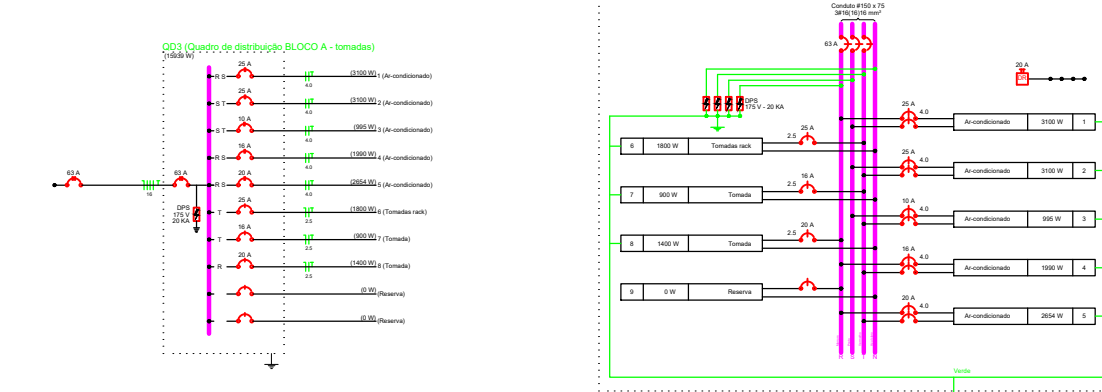 QD3 (Quadro de distribuição BLOCO A - tomadas)
(15939 W)
25 A
R S
4.0
(3100 W) 1 (Ar-condicionado)
25 A
S T
4.0
(3100 W) 2 (Ar-condicionado)
10 A
S T
4.0
(995 W) 3 (Ar-condicionado)
16 A
R S
4.0
(1990 W) 4 (Ar-condicionado)
63 A
16
63 A
20 A
R S
4.0
(2654 W) 5 (Ar-condicionado)
DPS
175 V
20 KA
25 A
T
2.5
(1800 W) 6 (Tomadas rack)
16 A
T
2.5
(900 W) 7 (Tomada)
20 A
R
2.5
(1400 W) 8 (Tomada)
(0 W) (Reserva)
(0 W) (Reserva)
Conduto #150 x 75
3#16(16)16 mm²
63 A
20 A
DR
DPS
175 V - 20 KA
25 A
4.0
Ar-condicionado 3100 W 1
6 1800 W Tomadas rack
2.5
25 A
25 A
4.0
Ar-condicionado 3100 W 2
7 900 W Tomada
2.5
16 A
10 A
4.0
Ar-condicionado 995 W 3
8 1400 W Tomada
2.5
20 A
16 A
4.0
Ar-condicionado 1990 W 4
9 0 W Reserva
20 A
4.0
Ar-condicionado 2654 W 5
Verde